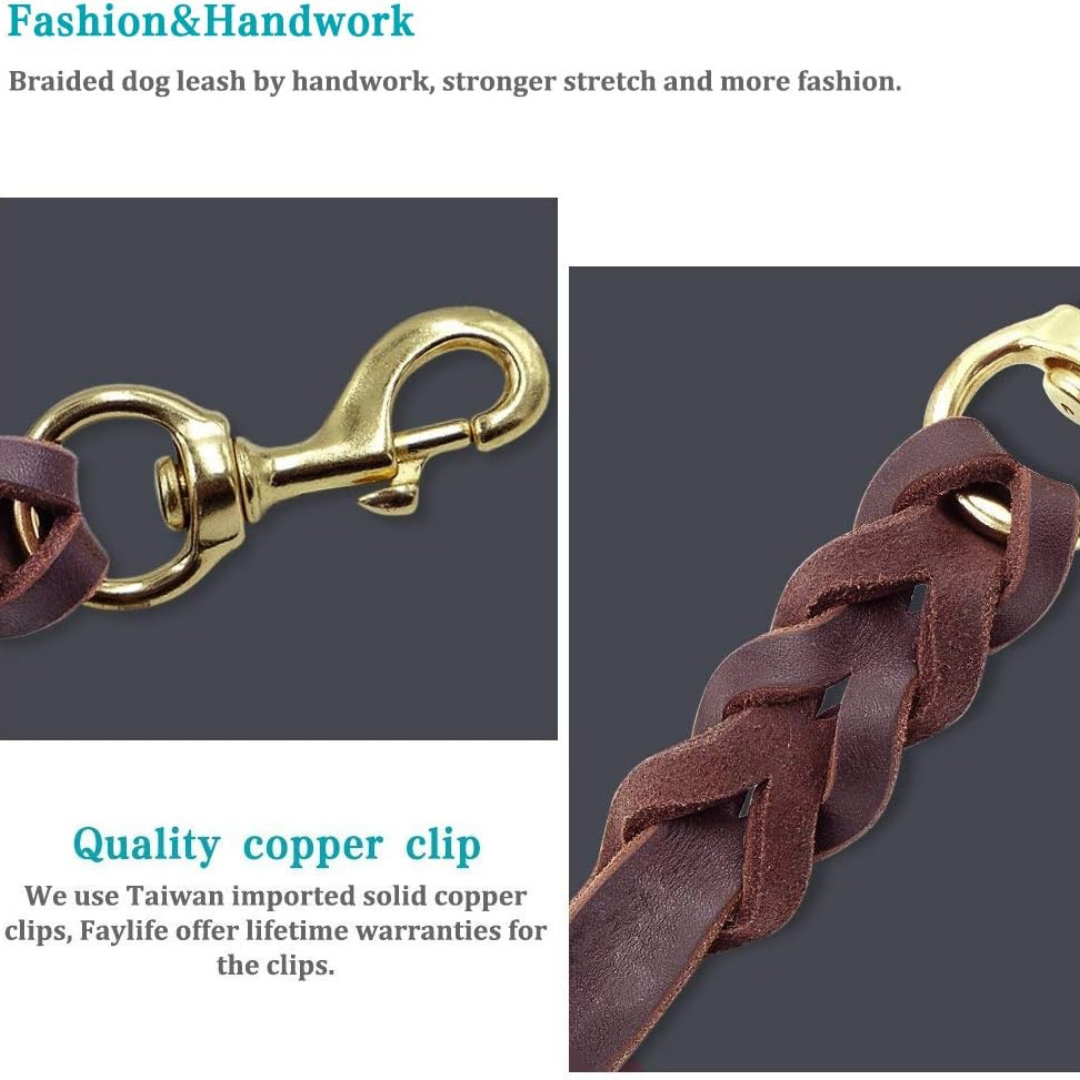 Fashion&Handwork
Braided dog leash by handwork, stronger stretch and more fashion.
Quality copper clip
We use Taiwan imported solid copper
clips, Faylife offer lifetime warranties for
the clips.